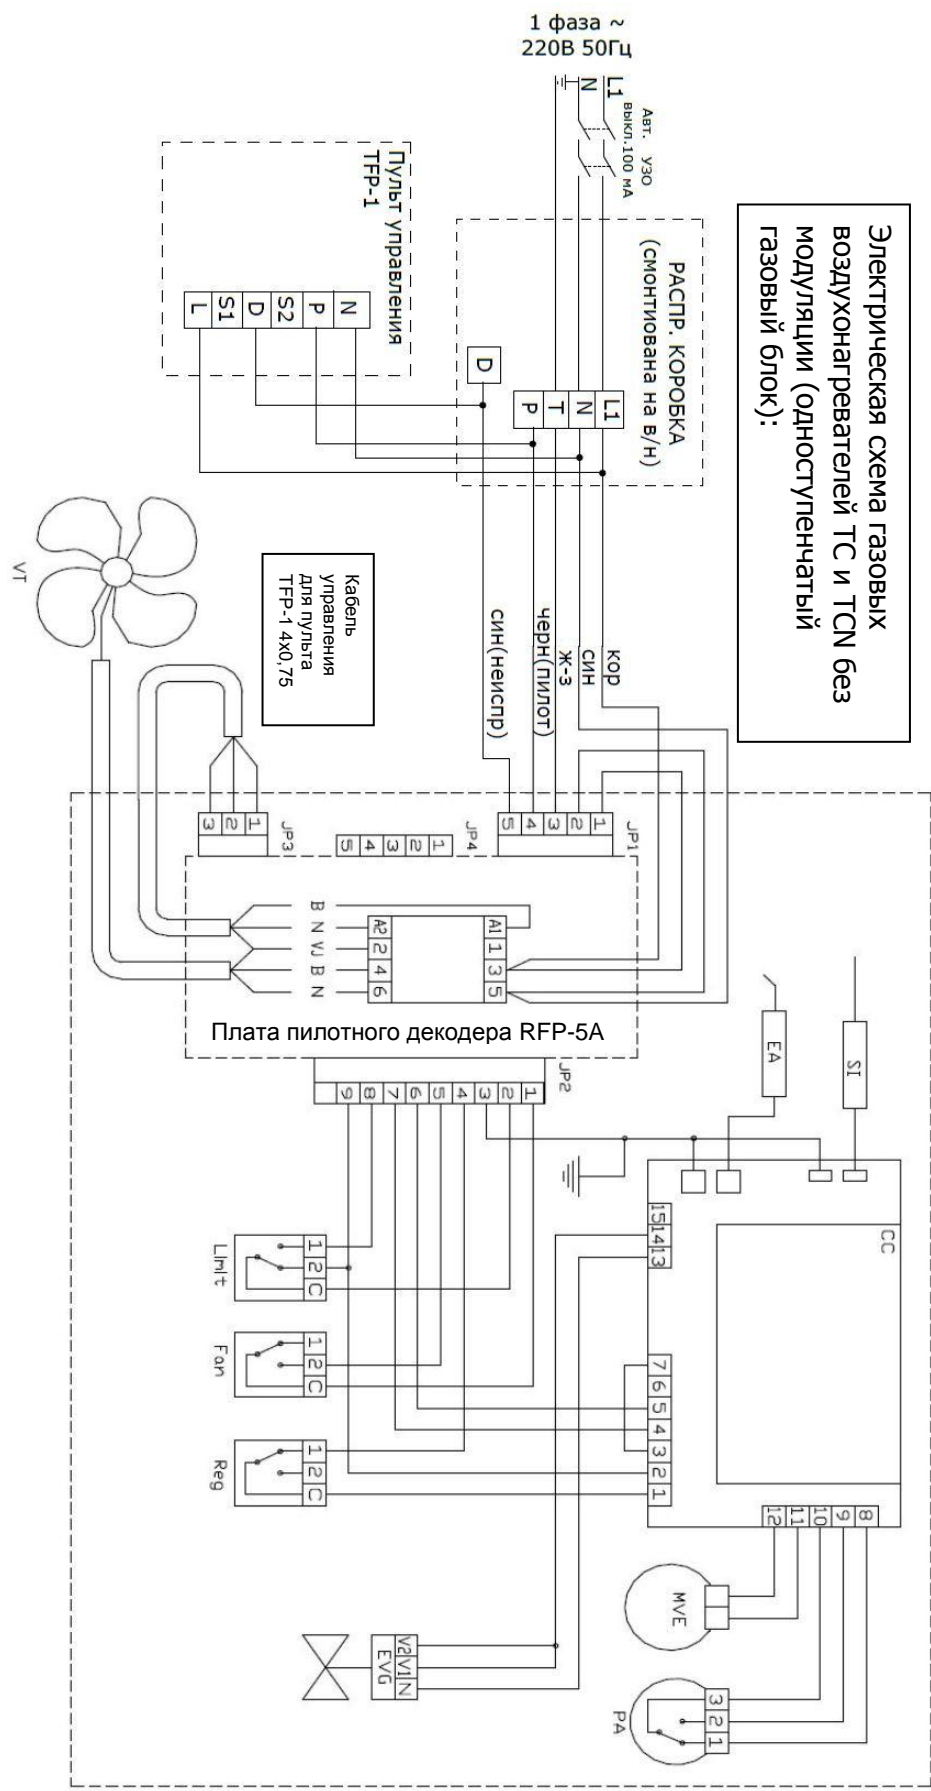 1 фаза ~
220В 50Гц
L1
N
Авт. УЗО
выкл.100 мА
Электрическая схема газовых
воздухонагревателей ТС и TCN без
модуляции (одноступенчатый
газовый блок):
РАСПР. КОРОБКА
(смонтиована на в/н)
L1
N
T
P
D
Пульт управления
TFP-1
N
P
S2
D
S1
L
Кабель
управления
для пульта
TFP-1 4x0,75
кор
син
ж-з
черн(пилот)
син(неиспр)
VT
JP1
1
2
3
4
5
JP4
1
2
3
4
5
JP3
1
2
3
A1
1
3
5
A2
2
4
6
B
N
VJ
B
N
Плата пилотного декодера RFP-5A
JP2
1
2
3
4
5
6
7
8
9
SI
EA
CC
15
14
13
7
6
5
4
3
2
1
8
9
10
11
12
Limit
1
2
C
Fan
1
2
C
Reg
1
2
C
MVE
PA
3
2
1
EVG
V2
V1
N